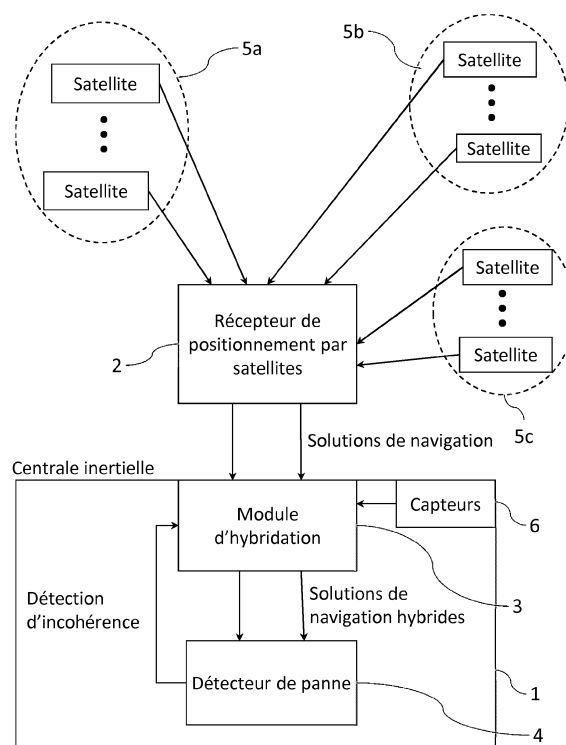 5a
5b
Satellite
Satellite
Satellite
Satellite
Satellite
Satellite
5c
Récepteur de
positionnement par
satellites
2
Solutions de navigation
Centrale inertielle
Module
d'hybridation
Capteurs
6
3
Détection
d'incohérence
Solutions de
navigation hybrides
Détecteur de panne
1
4